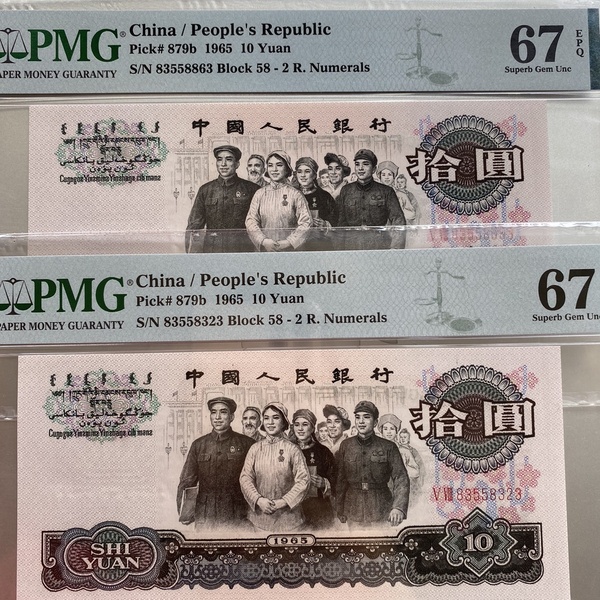 PMG®
PAPER MONEY GUARANTY
China / People's Republic
Pick# 879b 1965 10 Yuan
S/N 83558863 Block 58 - 2 R. Numerals
67
EPQ
Superb Gem Unc
中國人民銀行
拾圓
PMG®
PAPER MONEY GUARANTY
China / People's Republic
Pick# 879b 1965 10 Yuan
S/N 83558323 Block 58 - 2 R. Numerals
67
Superb Gem Unc
中國人民銀行
拾圓
V VIII 83558323
1965
SHI
YUAN
10